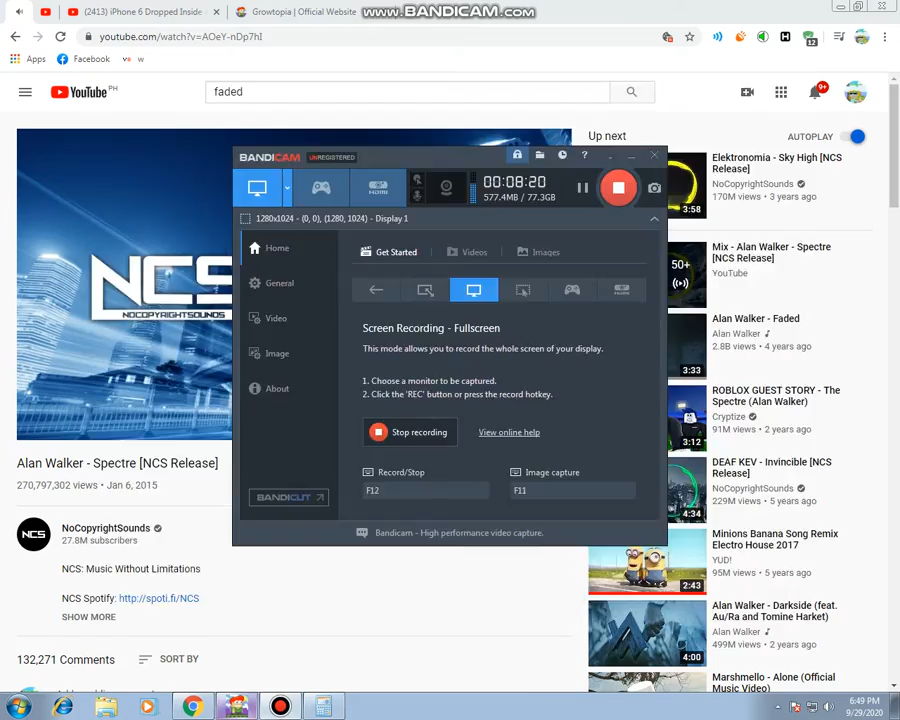 (2413) iPhone 6 Dropped Inside
Growtopia | Official Website
www.BANDICAM.com
youtube.com/watch?v=AOeY-nDp7hI
Apps
Facebook
w
YouTube PH
faded
9+
Up next
AUTOPLAY
NCS
NOCOPYRIGHTSOUNDS
BANDICAM UNREGISTERED
HDMI
00:08:20
577.4MB / 77.3GB
1280x1024 - (0, 0), (1280, 1024) - Display 1
Home
General
Video
Image
About
BANDICUT
Get Started
Videos
Images
Screen Recording - Fullscreen
This mode allows you to record the whole screen of your display.
1. Choose a monitor to be captured.
2. Click the 'REC' button or press the record hotkey.
Stop recording
View online help
Record/Stop
Image capture
F12
F11
Bandicam - High performance video capture.
Alan Walker - Spectre [NCS Release]
270,797,302 views • Jan 6, 2015
NCS
NoCopyrightSounds
27.8M subscribers
NCS: Music Without Limitations
NCS Spotify: http://spoti.fi/NCS
SHOW MORE
132,271 Comments
SORT BY
3:58
Elektronomia - Sky High [NCS
Release]
NoCopyrightSounds
170M views • 3 years ago
50+
Mix - Alan Walker - Spectre
[NCS Release]
YouTube
3:33
Alan Walker - Faded
Alan Walker
2.8B views • 4 years ago
3:12
ROBLOX GUEST STORY - The
Spectre (Alan Walker)
Cryptize
91M views • 2 years ago
4:34
DEAF KEV - Invincible [NCS
Release]
NoCopyrightSounds
229M views • 5 years ago
2:43
Minions Banana Song Remix
Electro House 2017
YUD!
95M views • 5 years ago
4:00
Alan Walker - Darkside (feat.
Au/Ra and Tomine Harket)
Alan Walker
499M views • 2 years ago
Marshmello - Alone (Official
Music Video)
6:49 PM
9/29/2020